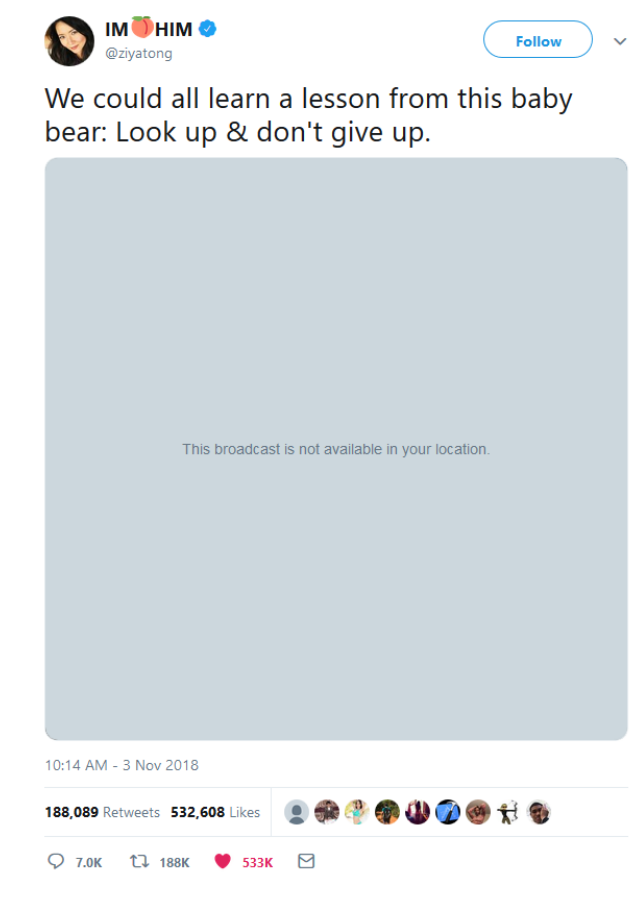 IM🍑HIM
@ziyatong
Follow
We could all learn a lesson from this baby
bear: Look up & don't give up.
This broadcast is not available in your location.
10:14 AM - 3 Nov 2018
188,089 Retweets 532,608 Likes
7.0K 188K 533K